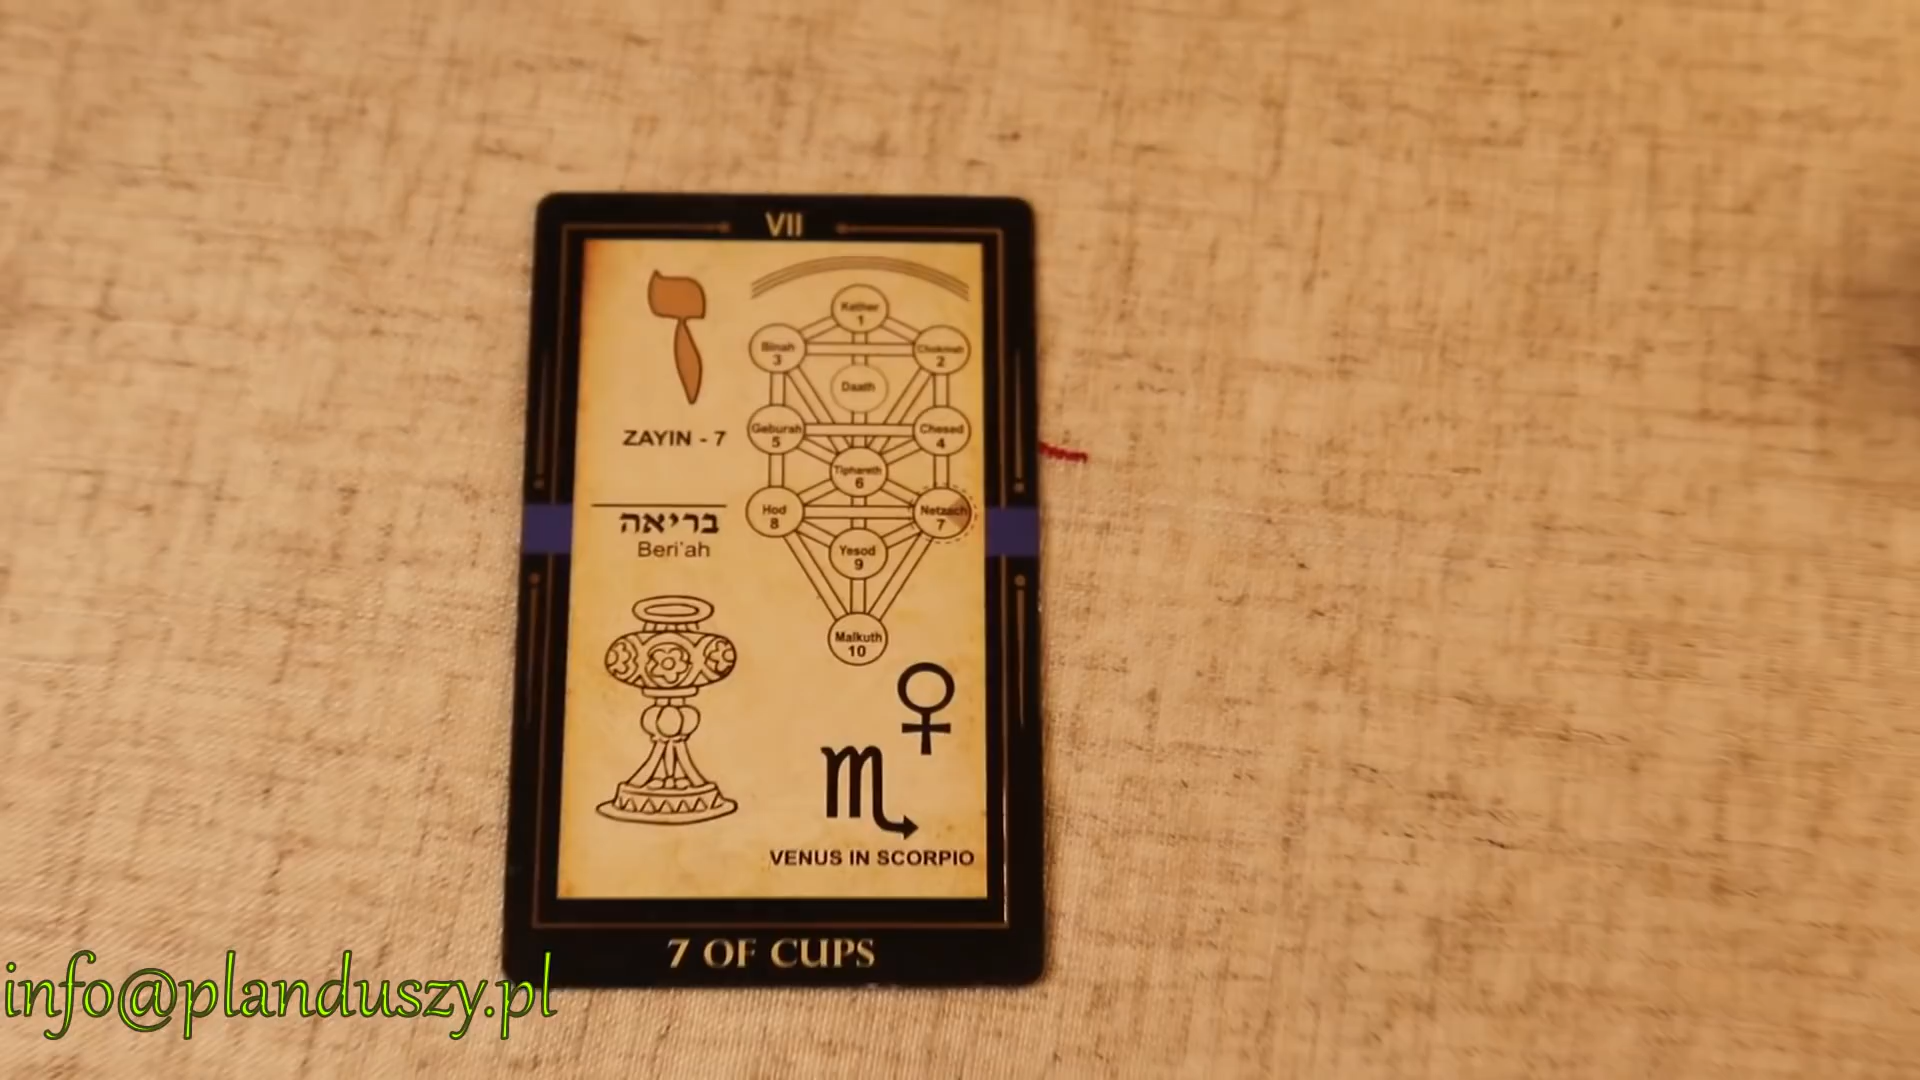 VII
Kether
1
Binah
3
Chokmah
2
Daath
ZAYIN - 7
Geburah
5
Chesed
4
Tiphareth
6
בריאה
Beri'ah
Hod
8
Netzach
7
Yesod
9
Malkuth
10
VENUS IN SCORPIO
7 OF CUPS
info@planduszy.pl